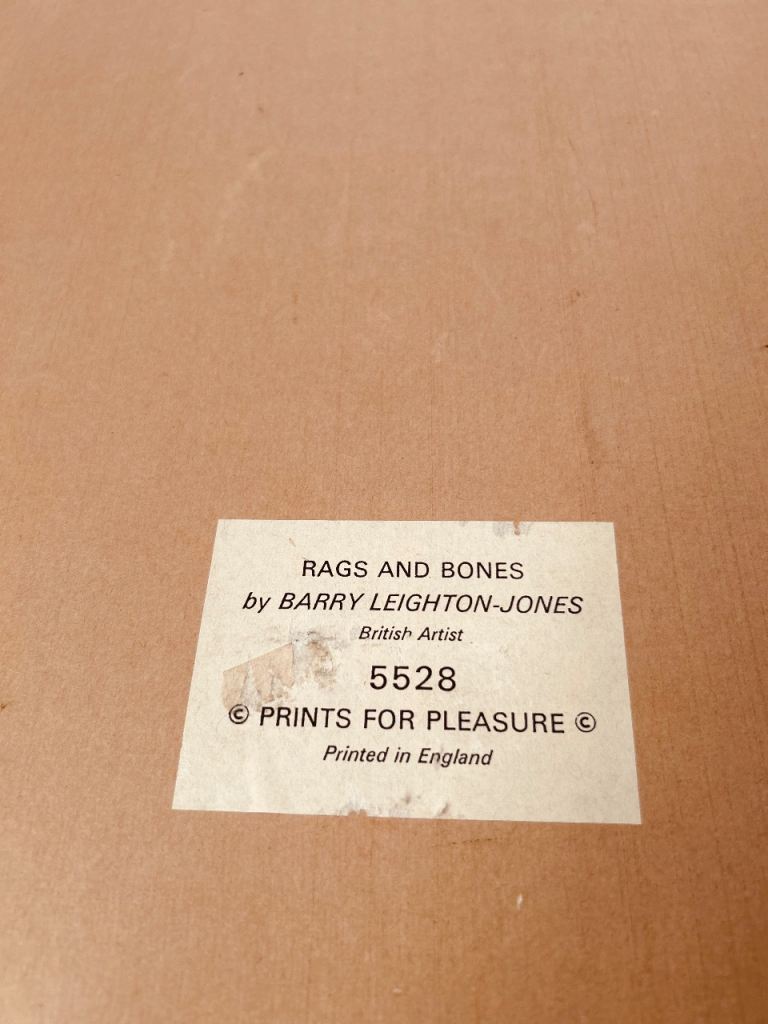 RAGS AND BONES
by BARRY LEIGHTON-JONES
British Artist
5528
© PRINTS FOR PLEASURE ©
Printed in England